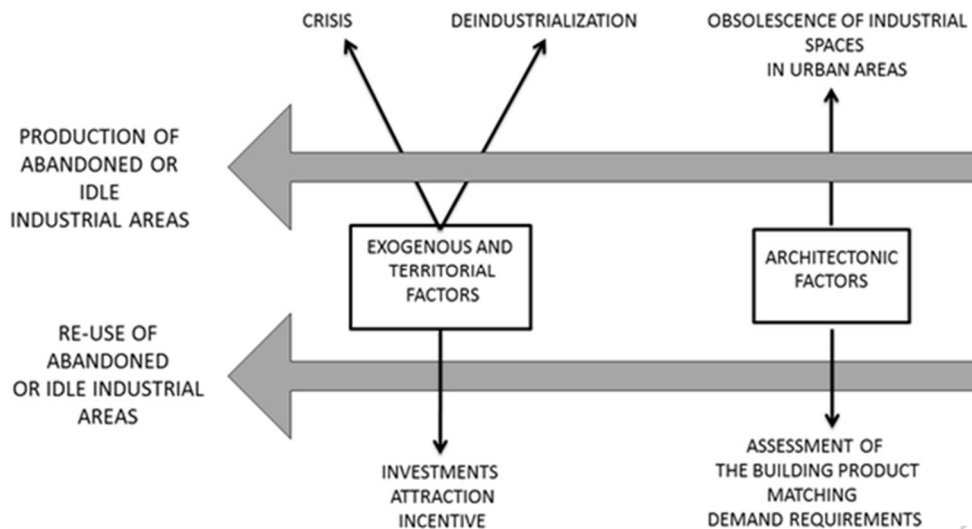 CRISIS
DEINDUSTRIALIZATION
OBSOLESCENCE OF INDUSTRIAL
SPACES
IN URBAN AREAS
PRODUCTION OF
ABANDONED OR
IDLE
INDUSTRIAL AREAS
EXOGENOUS AND
TERRITORIAL
FACTORS
ARCHITECTONIC
FACTORS
RE-USE OF
ABANDONED
OR IDLE INDUSTRIAL
AREAS
INVESTMENTS
ATTRACTION
INCENTIVE
ASSESSMENT OF
THE BUILDING PRODUCT
MATCHING
DEMAND REQUIREMENTS